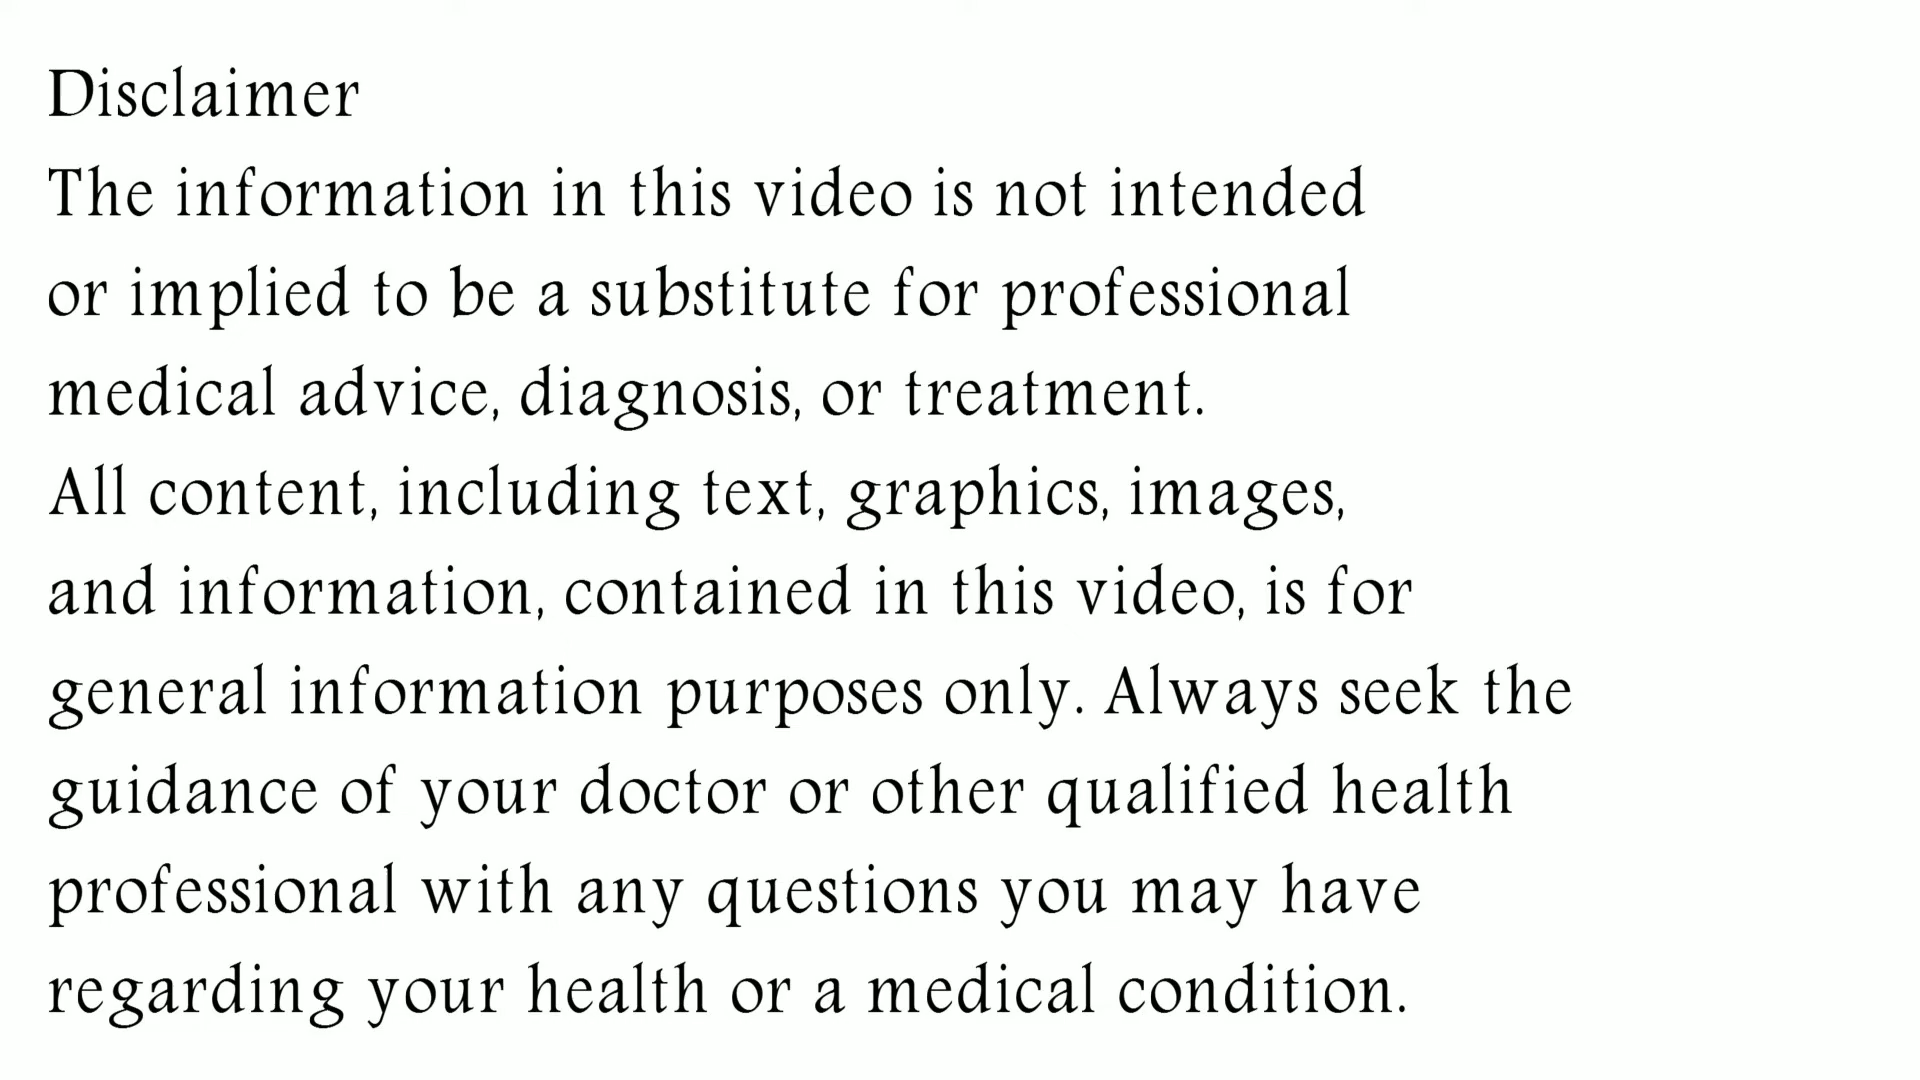 Disclaimer
The information in this video is not intended
or implied to be a substitute for professional
medical advice, diagnosis, or treatment.
All content, including text, graphics, images,
and information, contained in this video, is for
general information purposes only. Always seek the
guidance of your doctor or other qualified health
professional with any questions you may have
regarding your health or a medical condition.